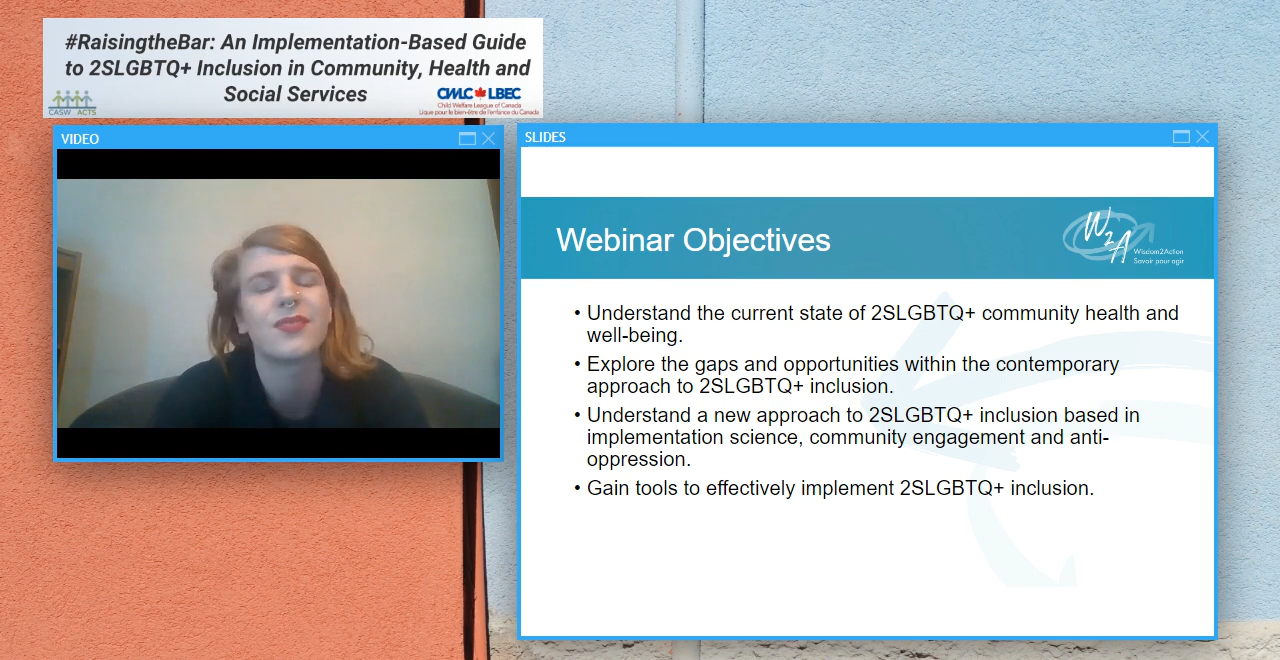 #RaisingtheBar: An Implementation-Based Guide
to 2SLGBTQ+ Inclusion in Community, Health and
Social Services
CASW ACTS
CWLC LBEC
Child Welfare League of Canada
Ligue pour le bien-être de l'enfance du Canada
VIDEO
SLIDES
Webinar Objectives
W2A
Wisdom2Action
Savoir pour agir
• Understand the current state of 2SLGBTQ+ community health and
well-being.
• Explore the gaps and opportunities within the contemporary
approach to 2SLGBTQ+ inclusion.
• Understand a new approach to 2SLGBTQ+ inclusion based in
implementation science, community engagement and anti-
oppression.
• Gain tools to effectively implement 2SLGBTQ+ inclusion.